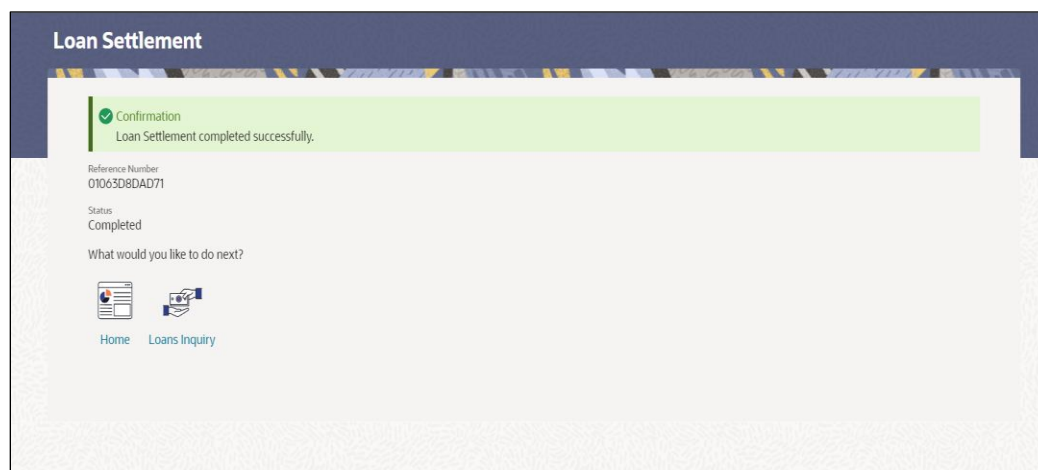 Loan Settlement
Confirmation
Loan Settlement completed successfully.
Reference Number
01063D8DAD71
Status
Completed
What would you like to do next?
Home Loans Inquiry